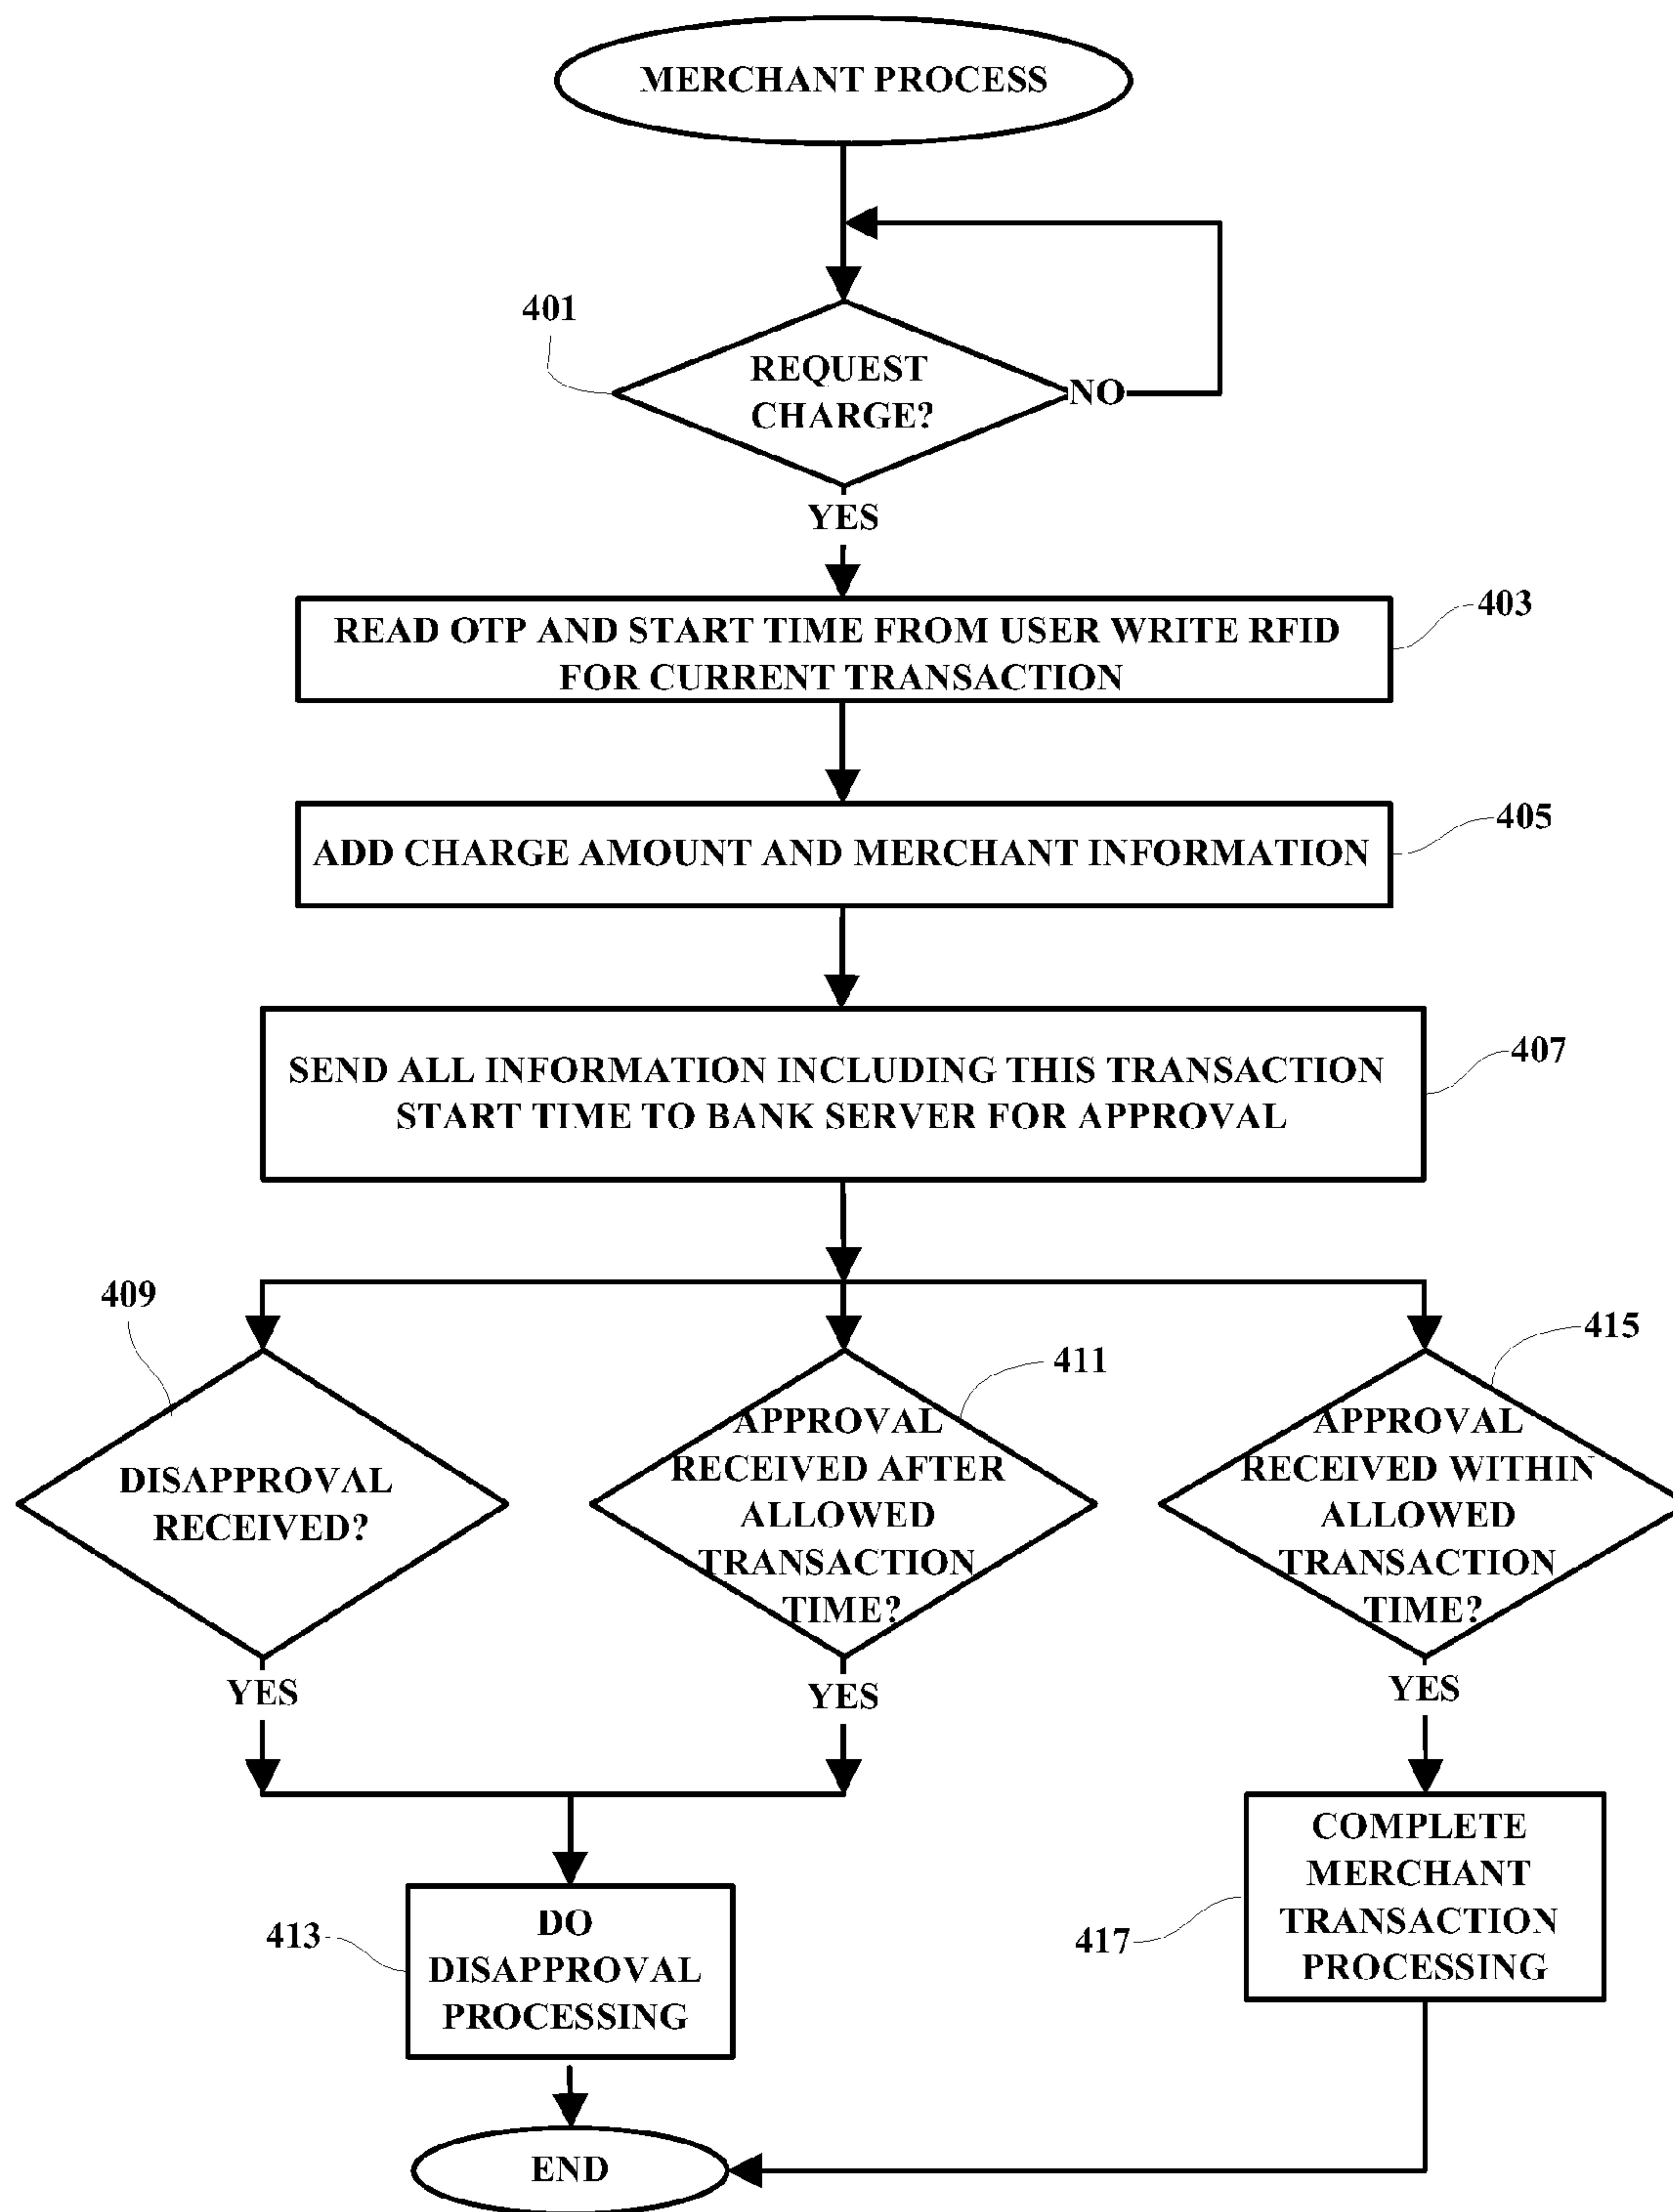 MERCHANT PROCESS
401
REQUEST
CHARGE?
NO
YES
403
READ OTP AND START TIME FROM USER WRITE RFID
FOR CURRENT TRANSACTION
405
ADD CHARGE AMOUNT AND MERCHANT INFORMATION
407
SEND ALL INFORMATION INCLUDING THIS TRANSACTION
START TIME TO BANK SERVER FOR APPROVAL
409
DISAPPROVAL
RECEIVED?
YES
411
APPROVAL
RECEIVED AFTER
ALLOWED
TRANSACTION
TIME?
YES
415
APPROVAL
RECEIVED WITHIN
ALLOWED
TRANSACTION
TIME?
YES
413
DO
DISAPPROVAL
PROCESSING
417
COMPLETE
MERCHANT
TRANSACTION
PROCESSING
END